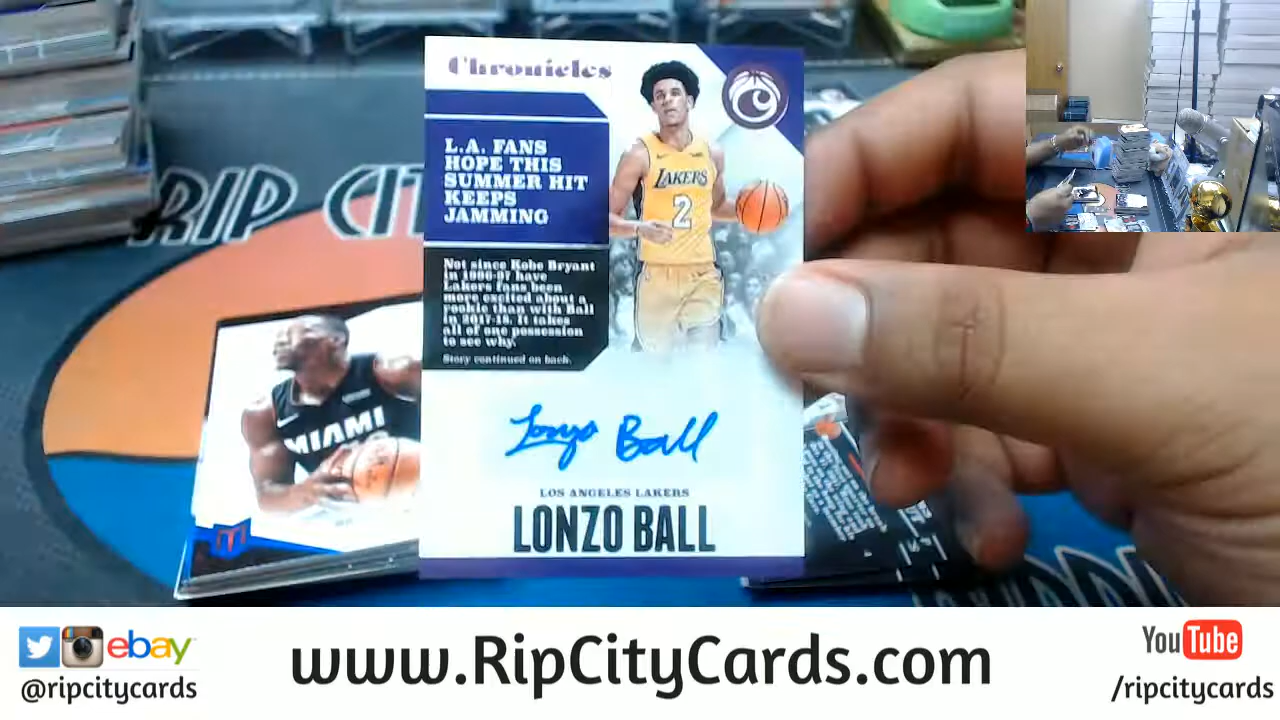 Chronicles
L.A. FANS
HOPE THIS
SUMMER HIT
KEEPS
JAMMING
Not since Kobe Bryant
in 1996-97 have
Lakers fans been
more excited about a
rookie than with Ball
in 2017-18. It takes
all of one possession
to see why.
Story continued on back.
LAKERS
2
Lonzo Ball
LOS ANGELES LAKERS
LONZO BALL
RIP CIT
MIAMI
ebay
@ripcitycards
www.RipCityCards.com
YouTube
/ripcitycards